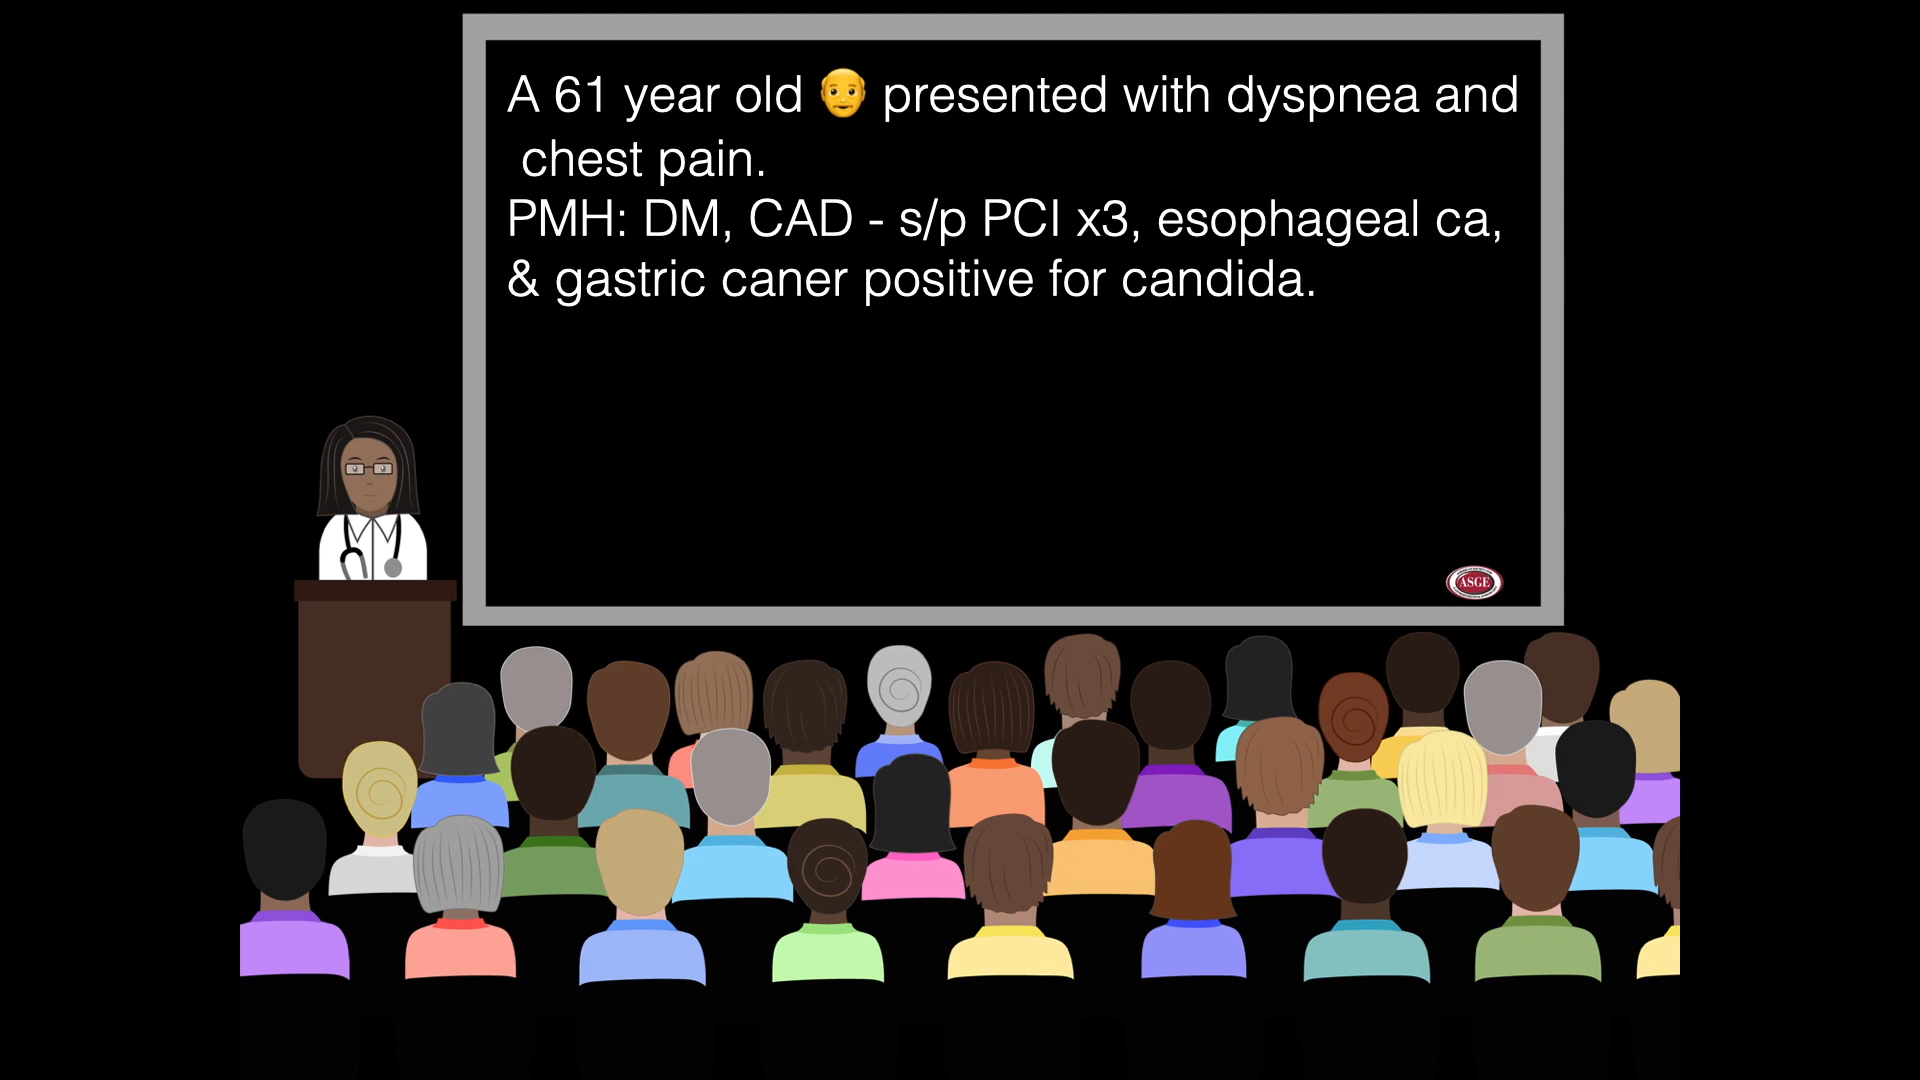 A 61 year old 👴 presented with dyspnea and
chest pain.
PMH: DM, CAD - s/p PCI x3, esophageal ca,
& gastric caner positive for candida.
ASGE